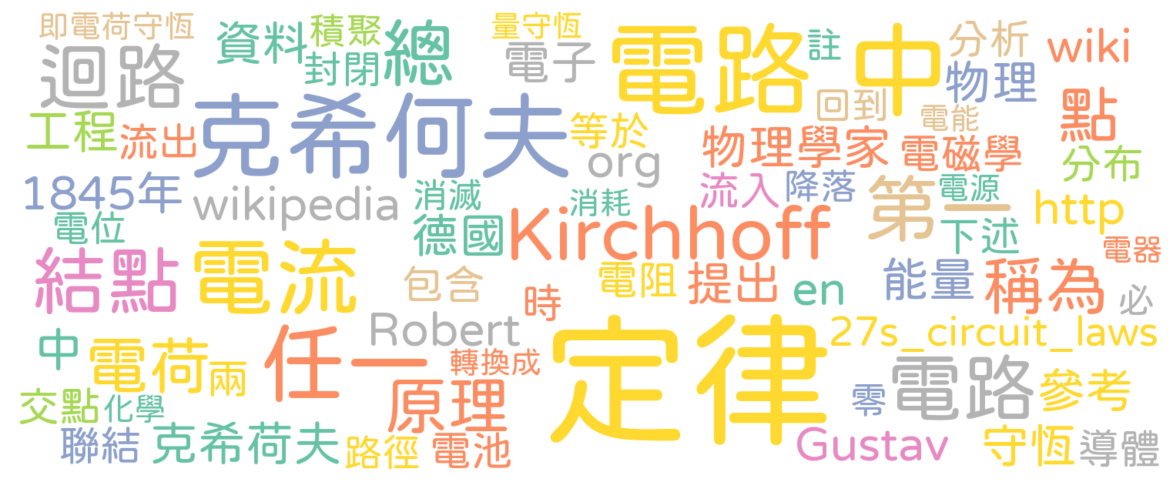 即電荷守恆
資料
積聚
封閉
總
量守恆
電子
電路
中
註
分析
wiki
迴路
物理
回到
電能
點
工程
流出
克希何夫
等於
org
物理學家
電磁學
分布
1845年
wikipedia
消滅
消耗
流入
降落
第一
電源
http
電位
德國
Kirchhoff
下述
電器
結點
電流
包含
時
電阻
提出
en
能量
稱為
必
中
電荷
兩
任一
Robert
轉換成
原理
定律
27s_circuit_laws
零
電路
參考
交點
化學
聯結
克希荷夫
路徑
電池
Gustav
守恆
導體